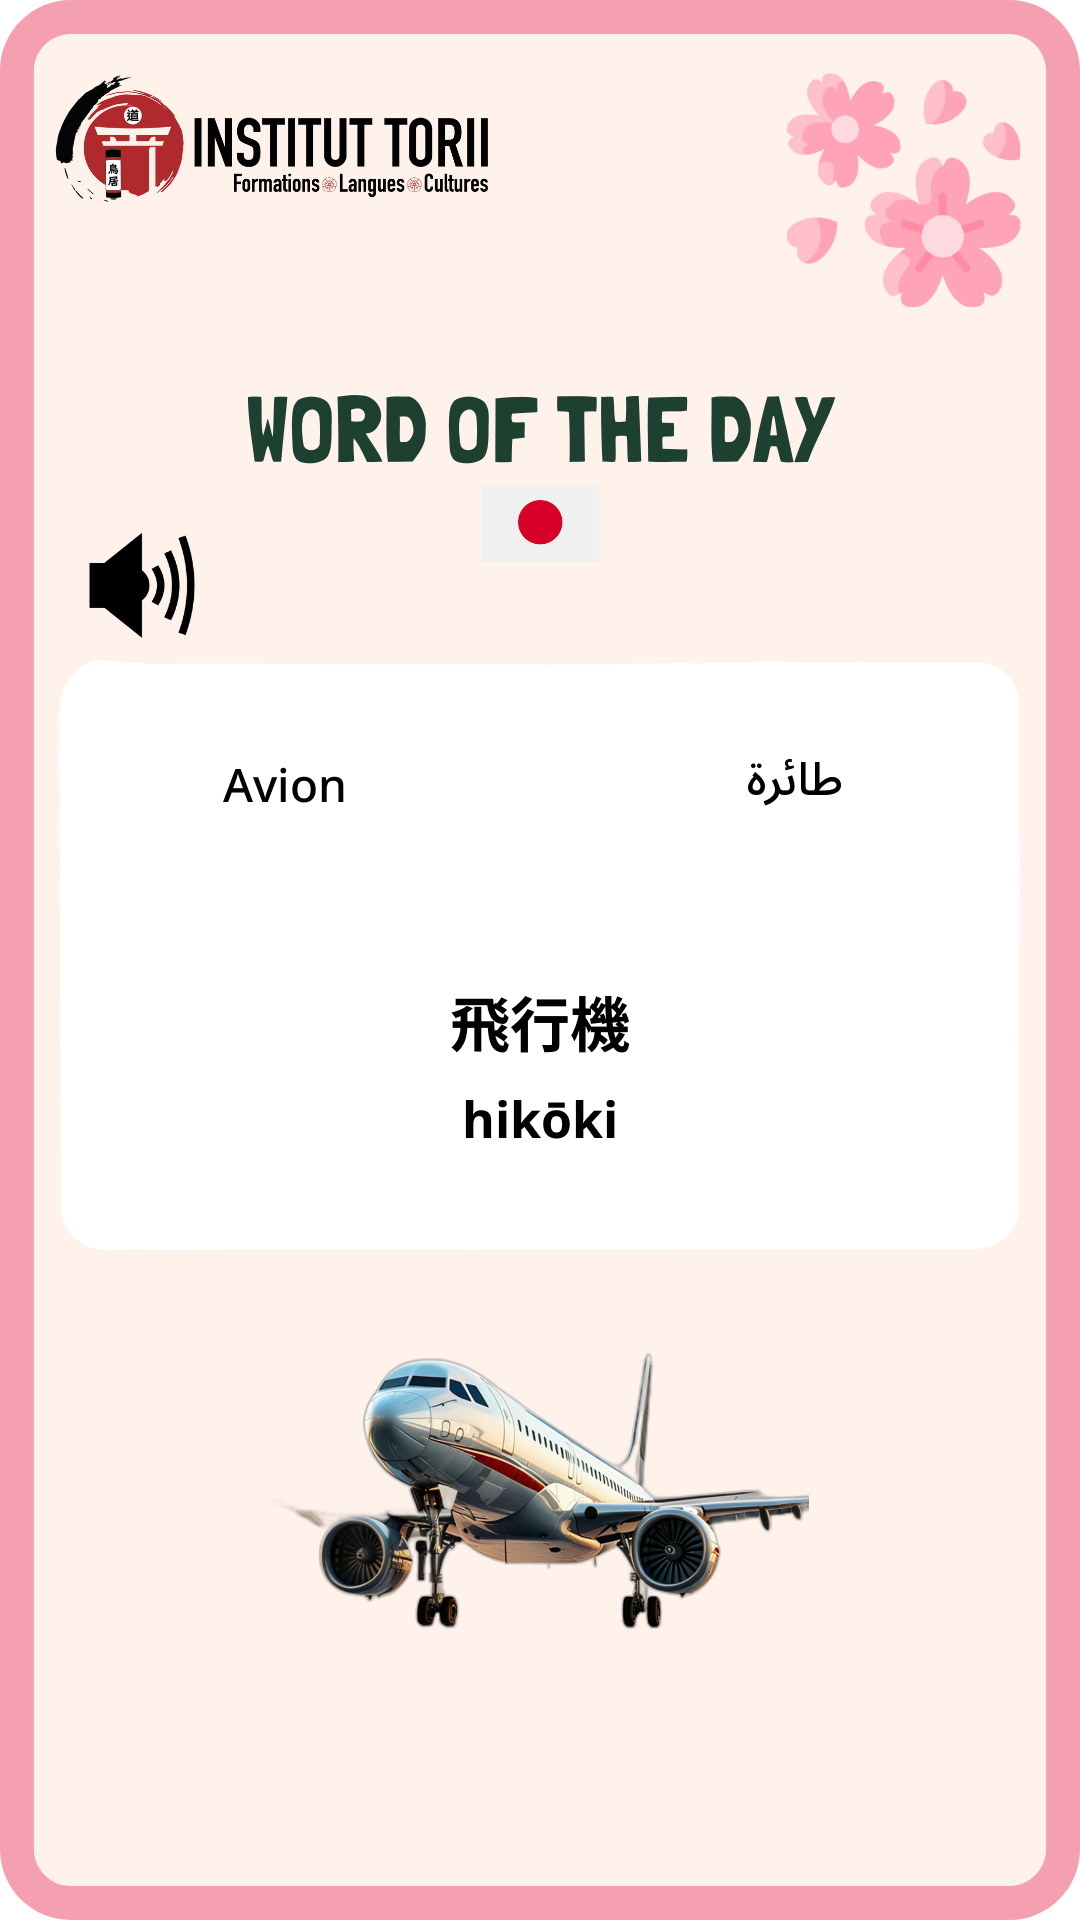 道
鳥居
INSTITUT TORII
Formations Langues Cultures
WORD OF THE DAY
Avion
طائرة
飛行機
hikōki